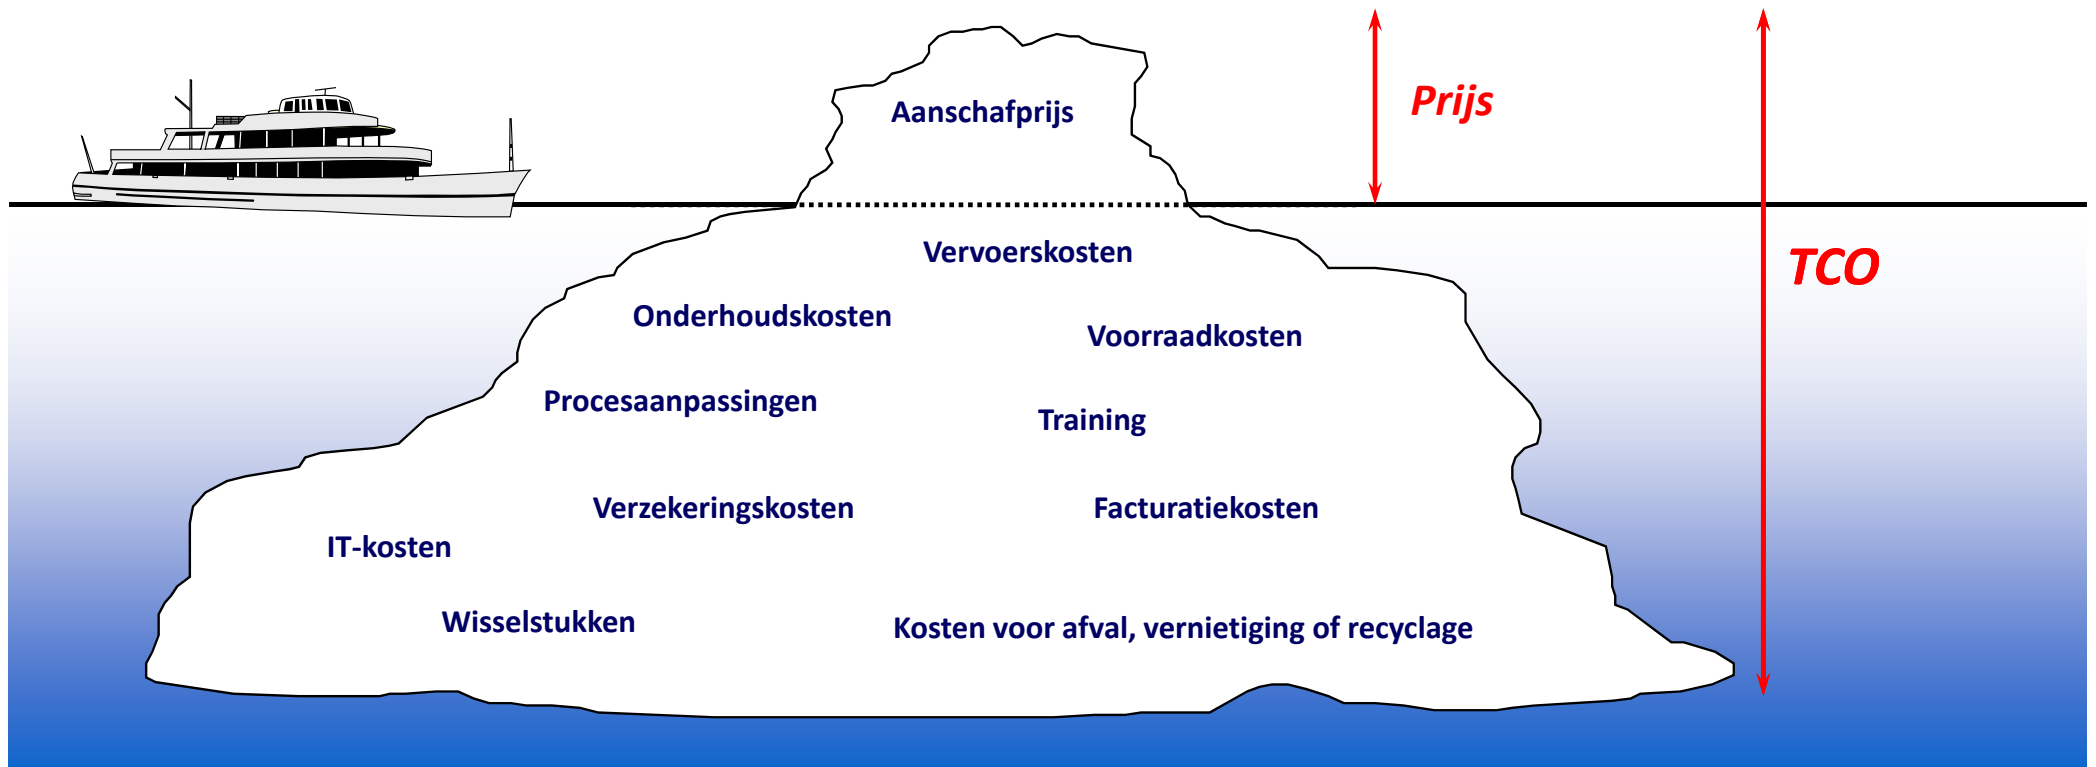 Aanschafprijs
Prijs
Vervoerskosten
TCO
Onderhoudskosten
Voorraadkosten
Procesaanpassingen
Training
Verzekeringskosten
Facturatiekosten
IT-kosten
Wisselstukken
Kosten voor afval, vernietiging of recyclage